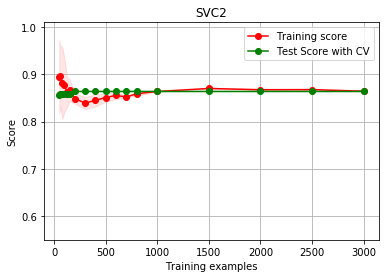 SVC2
Training score
Test Score with CV
1.0
0.9
0.8
0.7
0.6
Score
0
500
1000
1500
2000
2500
3000
Training examples